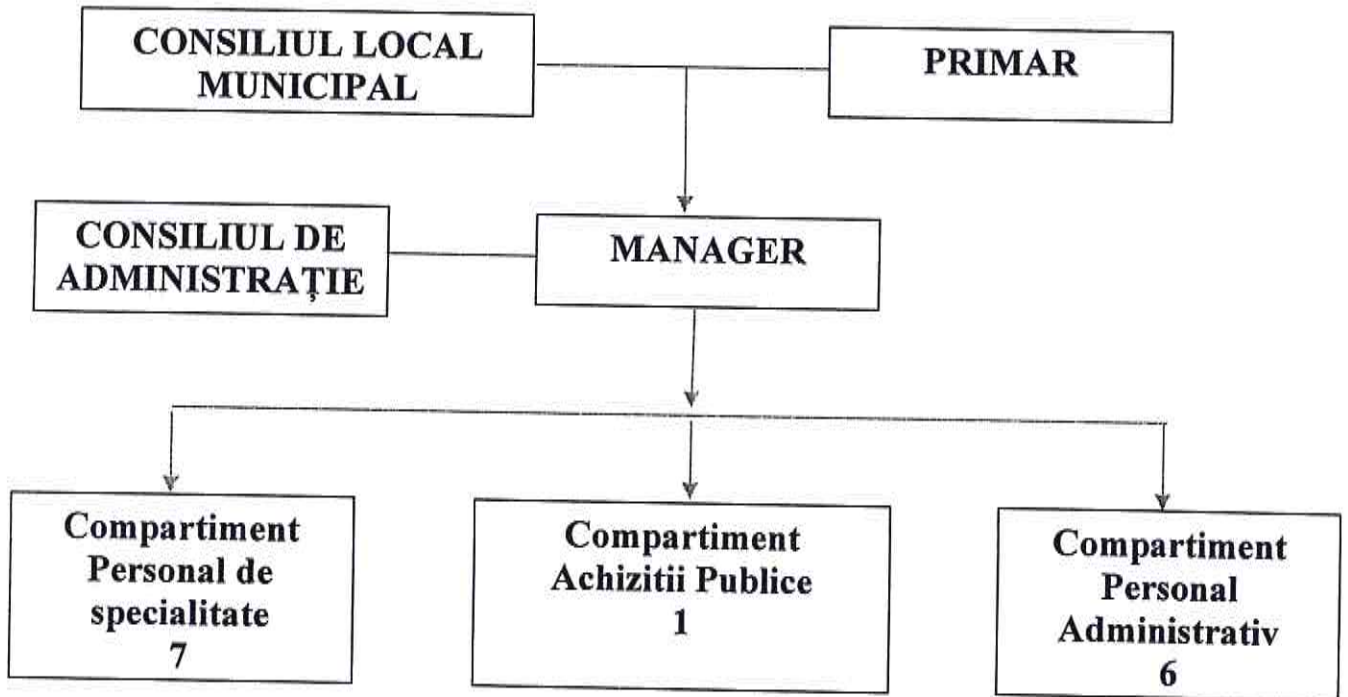 CONSILIUL LOCAL
MUNICIPAL
PRIMAR
CONSILIUL DE
ADMINISTRAŢIE
MANAGER
Compartiment
Personal de
specialitate
7
Compartiment
Achizitii Publice
1
Compartiment
Personal
Administrativ
6